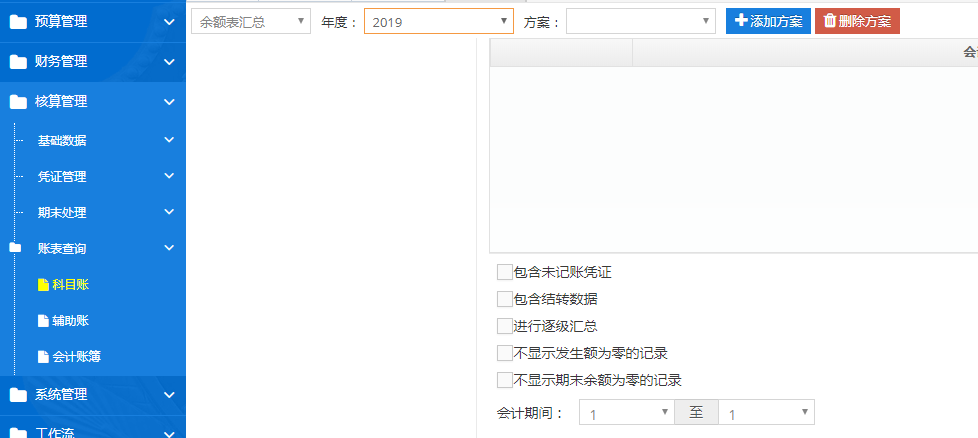 预算管理
财务管理
核算管理
基础数据
凭证管理
期末处理
账表查询
科目账
辅助账
会计账簿
系统管理
工作流
余额表汇总 年度： 2019 方案： 添加方案 删除方案
会
包含未记账凭证
包含结转数据
进行逐级汇总
不显示发生额为零的记录
不显示期末余额为零的记录
会计期间： 1 至 1